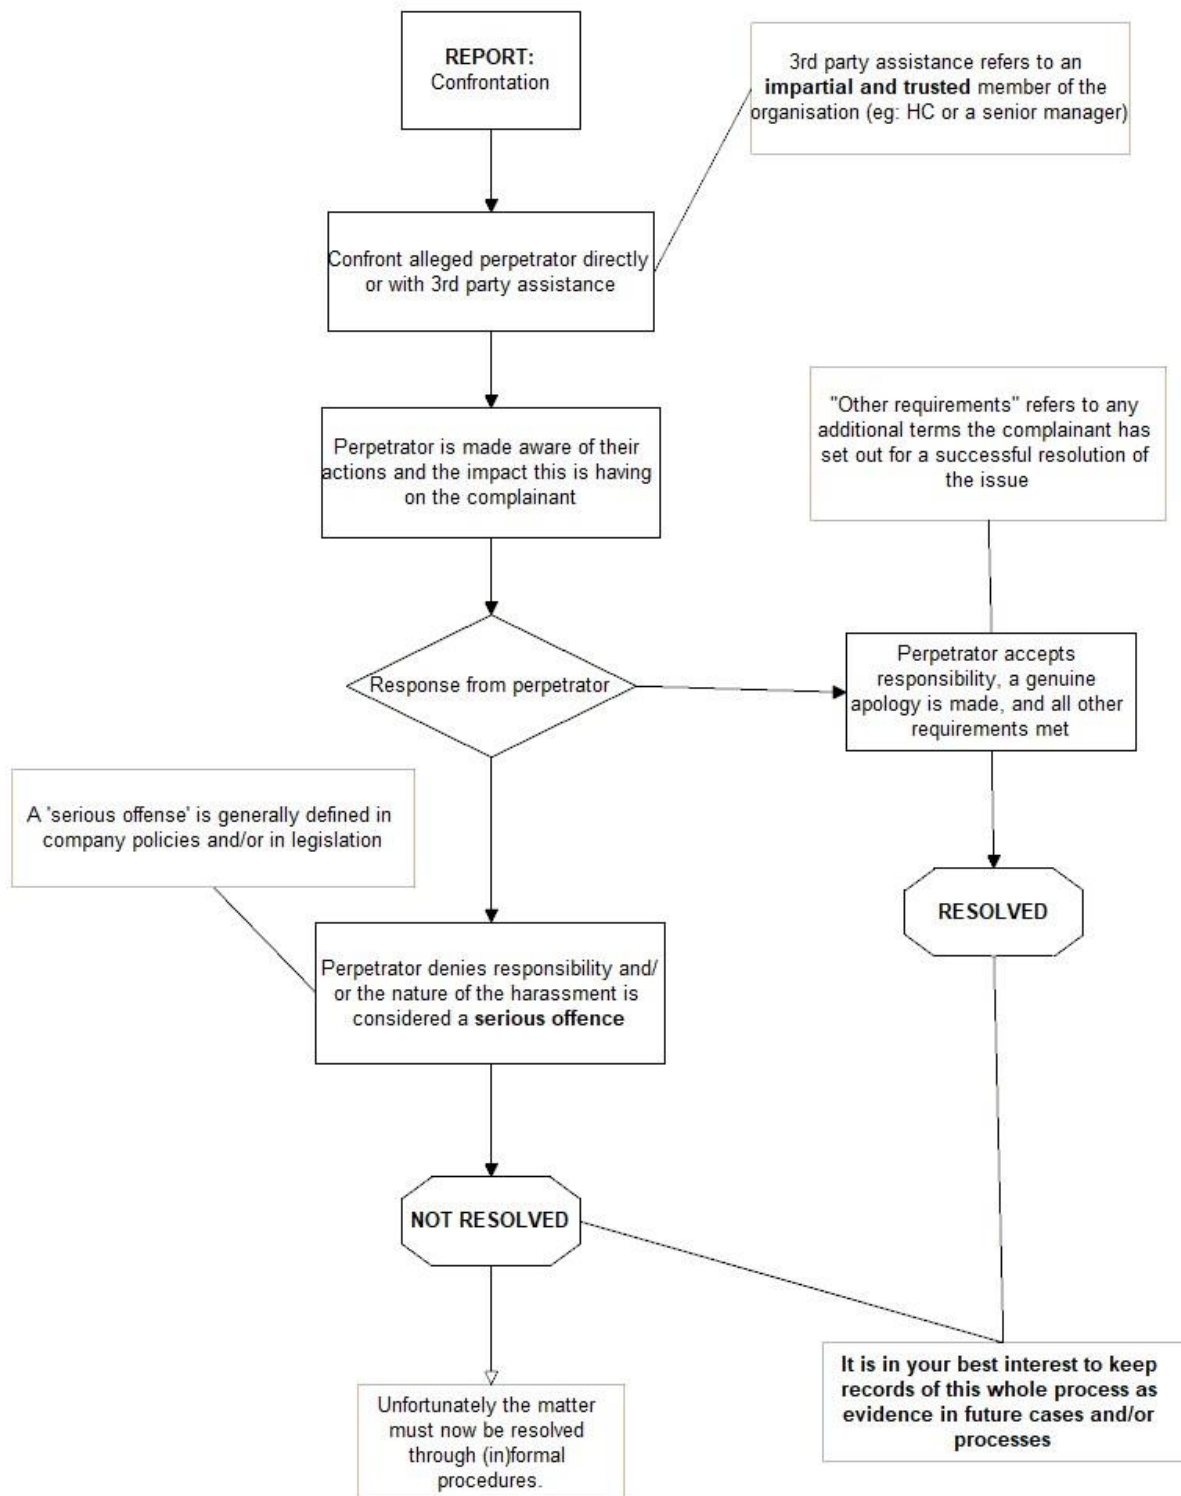 REPORT:
Confrontation
3rd party assistance refers to an
impartial and trusted member of the
organisation (eg: HC or a senior manager)
Confront alleged perpetrator directly
or with 3rd party assistance
Perpetrator is made aware of their
actions and the impact this is having
on the complainant
"Other requirements" refers to any
additional terms the complainant has
set out for a successful resolution of
the issue
Response from perpetrator
Perpetrator accepts
responsibility, a genuine
apology is made, and all other
requirements met
A 'serious offense' is generally defined in
company policies and/or in legislation
RESOLVED
Perpetrator denies responsibility and/
or the nature of the harassment is
considered a serious offence
NOT RESOLVED
It is in your best interest to keep
records of this whole process as
evidence in future cases and/or
processes
Unfortunately the matter
must now be resolved
through (in)formal
procedures.